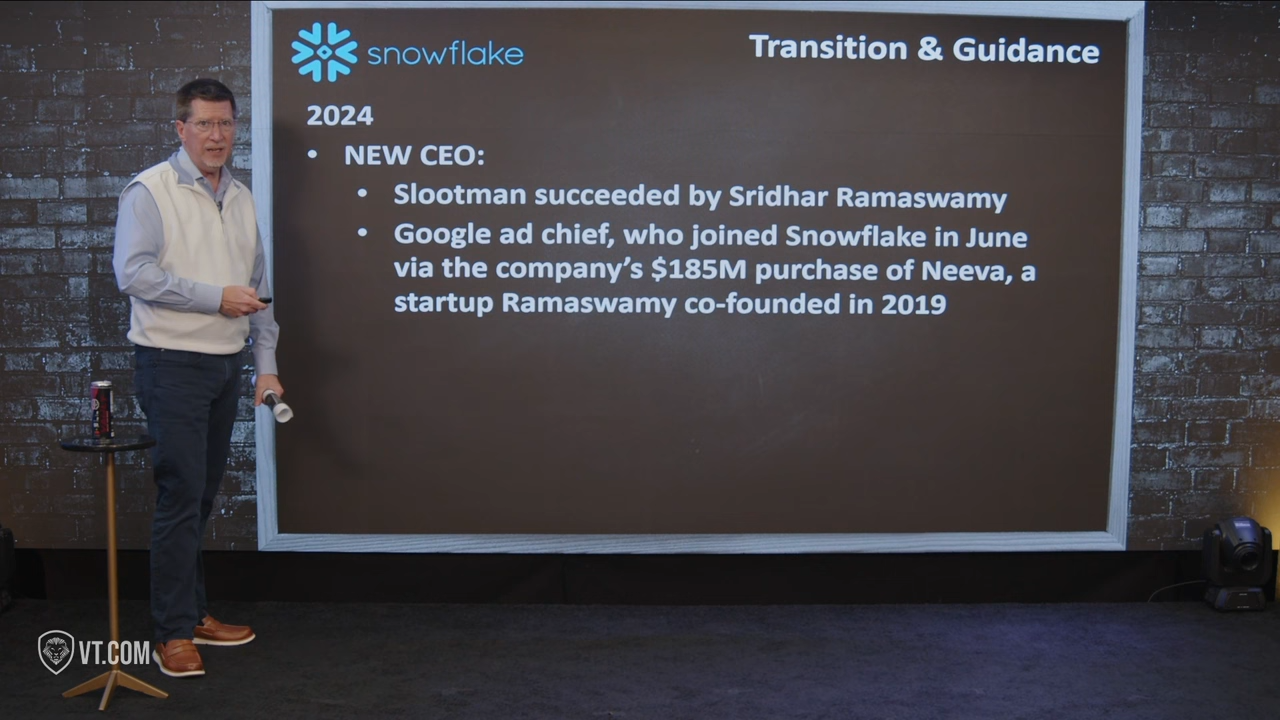 snowflake
Transition & Guidance
2024
• NEW CEO:
• Slootman succeeded by Sridhar Ramaswamy
• Google ad chief, who joined Snowflake in June
via the company’s $185M purchase of Neeva, a
startup Ramaswamy co-founded in 2019
VT.COM